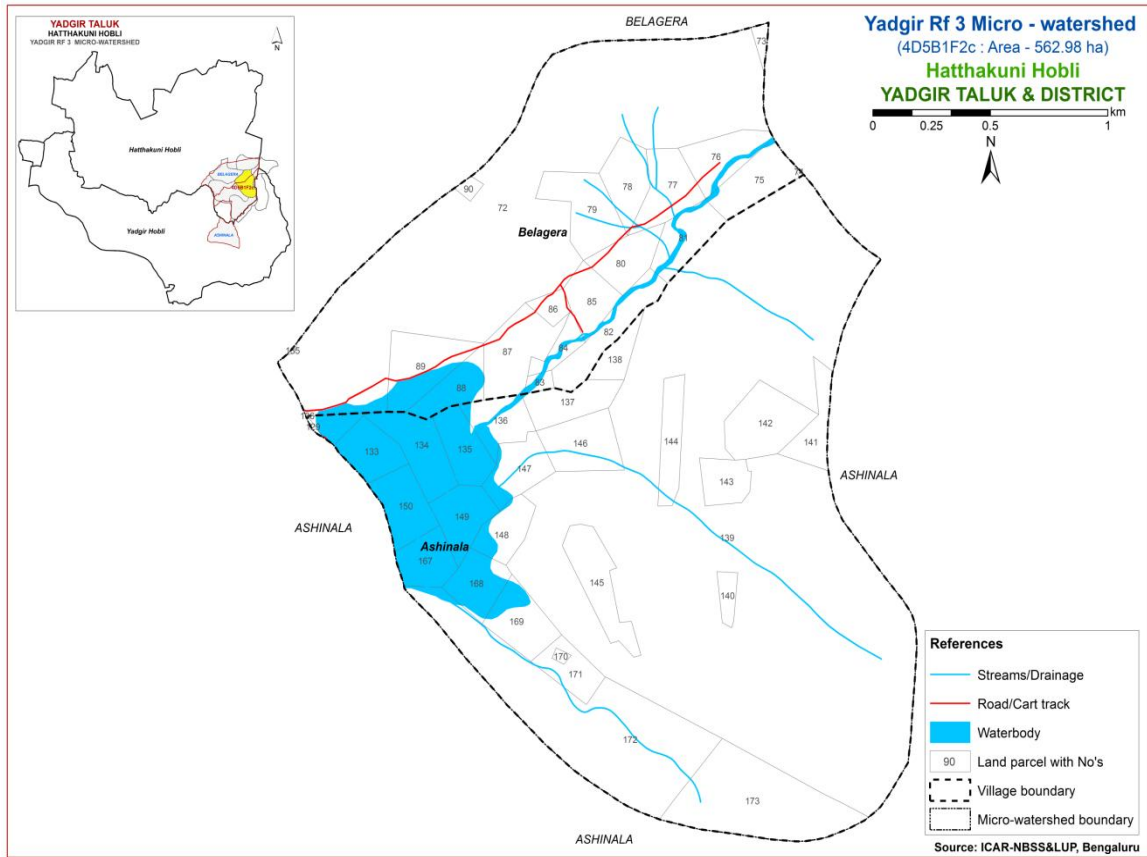 YADGIR TALUK
HATTHAKUNI HOBLI
YADGIR RF 3 MICRO-WATERSHED
N
Hatthakuni Hobli
BELAGERA
4D5B1F2c
Yadgir Hobli
ASHINALA
BELAGERA
Yadgir Rf 3 Micro - watershed
(4D5B1F2c : Area - 562.98 ha)
Hatthakuni Hobli
YADGIR TALUK & DISTRICT
km
0 0.25 0.5 1
N
73
76
75
77
78
90
72
79
Belagera
81
80
85
86
82
84
87
138
89
88
83
137
136
134
135
133
146
147
144
142
141
143
ASHINALA
150
149
148
ASHINALA
139
Ashinala
167
168
145
140
169
170
171
172
173
ASHINALA
References
Streams/Drainage
Road/Cart track
Waterbody
90 Land parcel with No's
Village boundary
Micro-watershed boundary
Source: ICAR-NBSS&LUP, Bengaluru